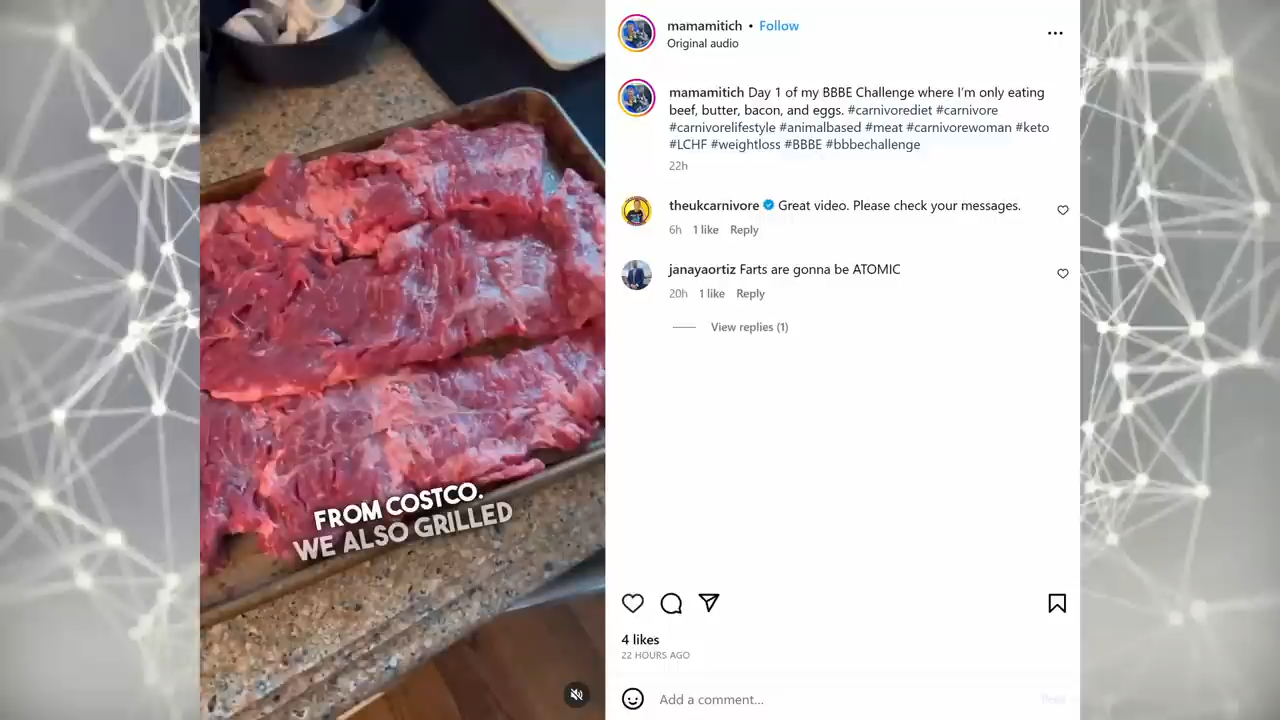 FROM COSTCO.
WE ALSO GRILLED
mamamitich • Follow
Original audio
mamamitich Day 1 of my BBBE Challenge where I'm only eating
beef, butter, bacon, and eggs. #carnivorediet #carnivore
#carnivorelifestyle #animalbased #meat #carnivorewoman #keto
#LCHF #weightloss #BBBE #bbbechallenge
22h
theukcarnivore Great video. Please check your messages.
6h 1 like Reply
janayaortiz Farts are gonna be ATOMIC
20h 1 like Reply
View replies (1)
4 likes
22 HOURS AGO
Add a comment...
Post